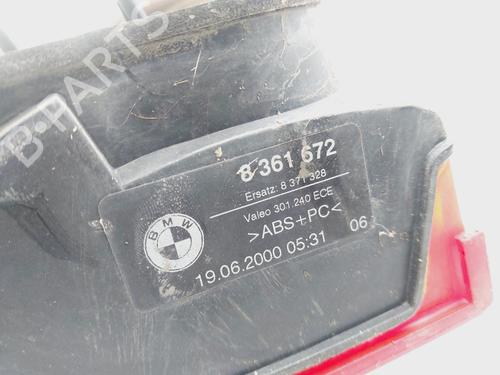 B-PARTS
8 361 672
Ersatz: 8 371 328
Valeo 301.240 ECE
>ABS+PC<
BMW
19.06.2000 05:31 06